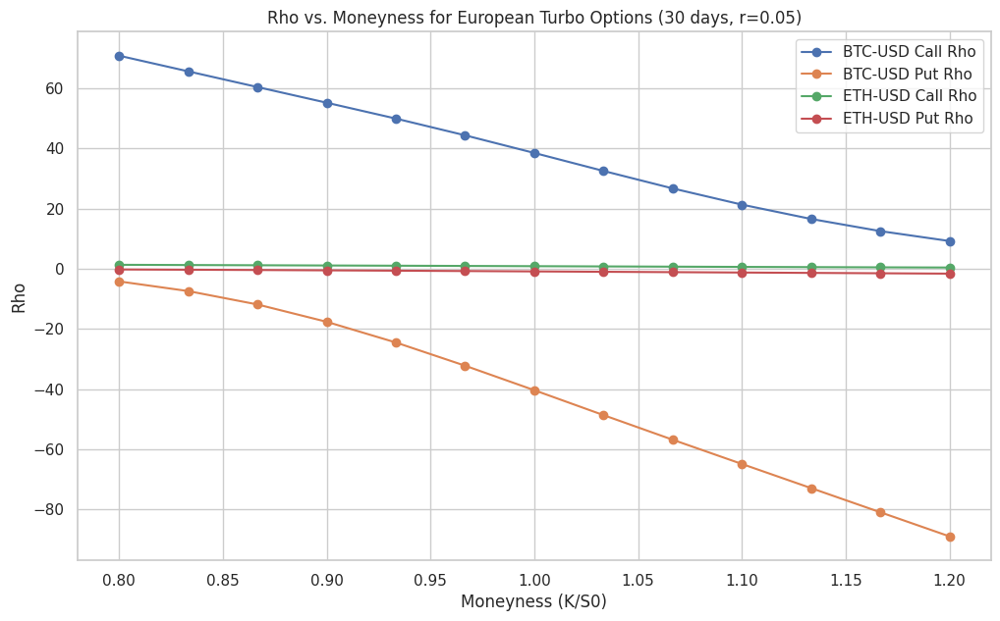 Rho vs. Moneyness for European Turbo Options (30 days, r=0.05)
BTC-USD Call Rho
BTC-USD Put Rho
ETH-USD Call Rho
ETH-USD Put Rho
Rho
60
40
20
0
−20
−40
−60
−80
0.80
0.85
0.90
0.95
1.00
1.05
1.10
1.15
1.20
Moneyness (K/S0)